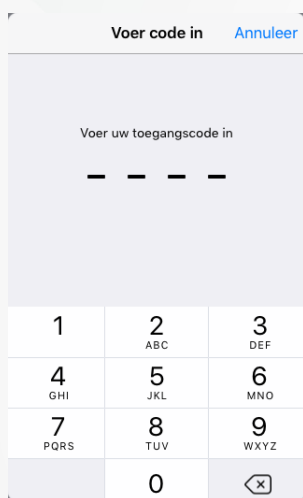 Voer code in Annuleer
Voer uw toegangscode in
1 2 3
ABC DEF
4 5 6
GHI JKL MNO
7 8 9
PQRS TUV WXYZ
0